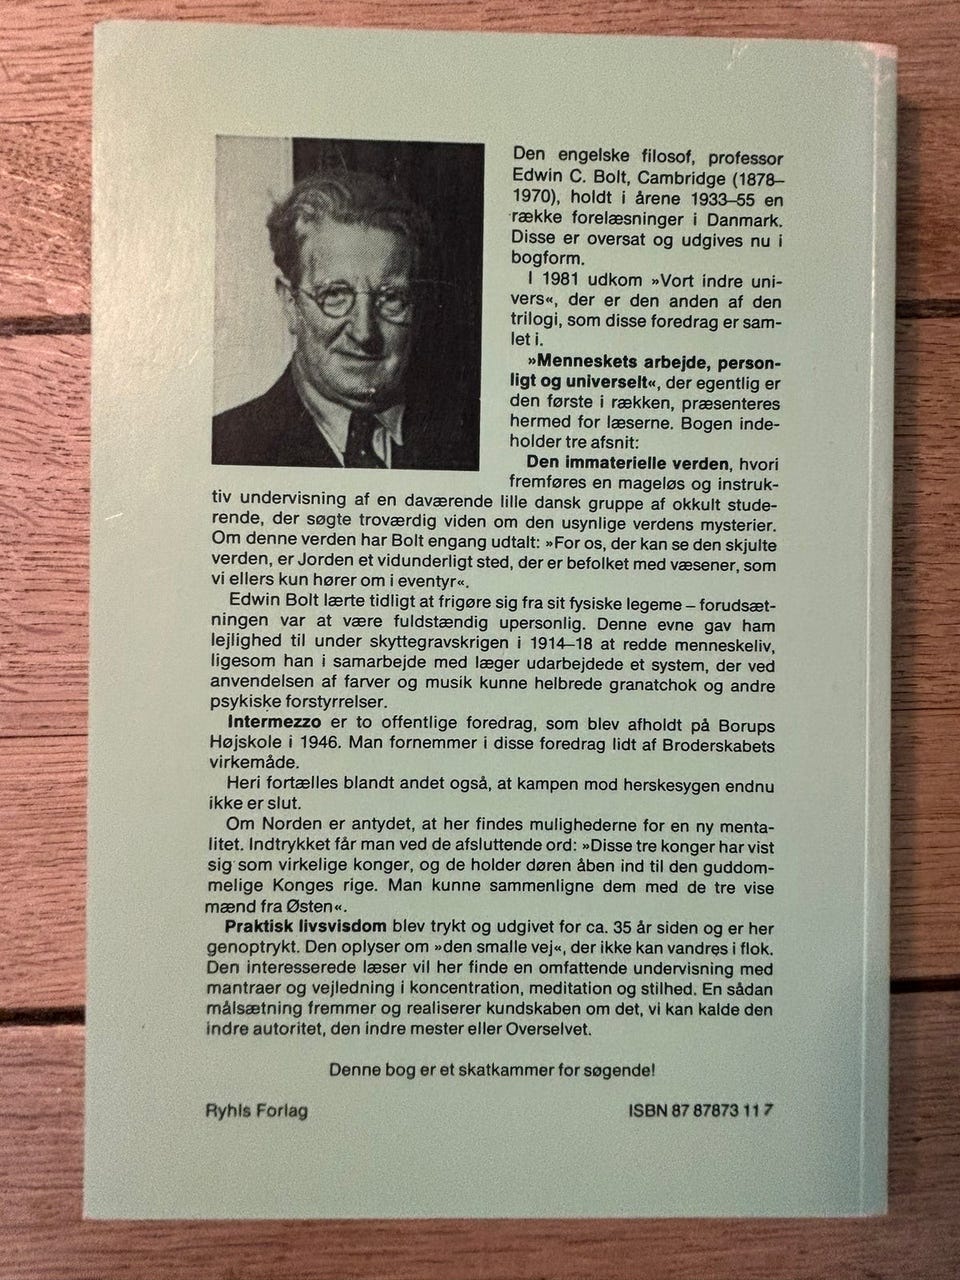 Den engelske filosof, professor
Edwin C. Bolt, Cambridge (1878–
1970), holdt i årene 1933–55 en
række forelæsninger i Danmark.
Disse er oversat og udgives nu i
bogform.
I 1981 udkom »Vort indre uni-
vers«, der er den anden af den
trilogi, som disse foredrag er sam-
let i.
»Menneskets arbejde, person-
ligt og universelt«, der egentlig er
den første i rækken, præsenteres
hermed for læserne. Bogen inde-
holder tre afsnit:
Den immaterielle verden, hvori
fremføres en mageløs og instruk-
tiv undervisning af en daværende lille dansk gruppe af okkult stude-
rende, der søgte troværdig viden om den usynlige verdens mysterier.
Om denne verden har Bolt engang udtalt: »For os, der kan se den skjulte
verden, er Jorden et vidunderligt sted, der er befolket med væsener, som
vi ellers kun hører om i eventyr«.
Edwin Bolt lærte tidligt at frigøre sig fra sit fysiske legeme – forudsæt-
ningen var at være fuldstændig upersonlig. Denne evne gav ham
lejlighed til under skyttegravskrigen i 1914–18 at redde menneskeliv,
ligesom han i samarbejde med læger udarbejdede et system, der ved
anvendelsen af farver og musik kunne helbrede granatchok og andre
psykiske forstyrrelser.
Intermezzo er to offentlige foredrag, som blev afholdt på Borups
Højskole i 1946. Man fornemmer i disse foredrag lidt af Broderskabets
virkemåde.
Heri fortælles blandt andet også, at kampen mod herskesygen endnu
ikke er slut.
Om Norden er antydet, at her findes mulighederne for en ny menta-
litet. Indtrykket får man ved de afsluttende ord: »Disse tre konger har vist
sig som virkelige konger, og de holder døren åben ind til den guddom-
melige Konges rige. Man kunne sammenligne dem med de tre vise
mænd fra Østen«.
Praktisk livsvisdom blev trykt og udgivet for ca. 35 år siden og er her
genoptrykt. Den oplyser om »den smalle vej«, der ikke kan vandres i flok.
Den interesserede læser vil her finde en omfattende undervisning med
mantraer og vejledning i koncentration, meditation og stilhed. En sådan
målsætning fremmer og realiserer kundskaben om det, vi kan kalde den
indre autoritet, den indre mester eller Overselvet.
Denne bog er et skatkammer for søgende!
Ryhls Forlag
ISBN 87 87873 11 7